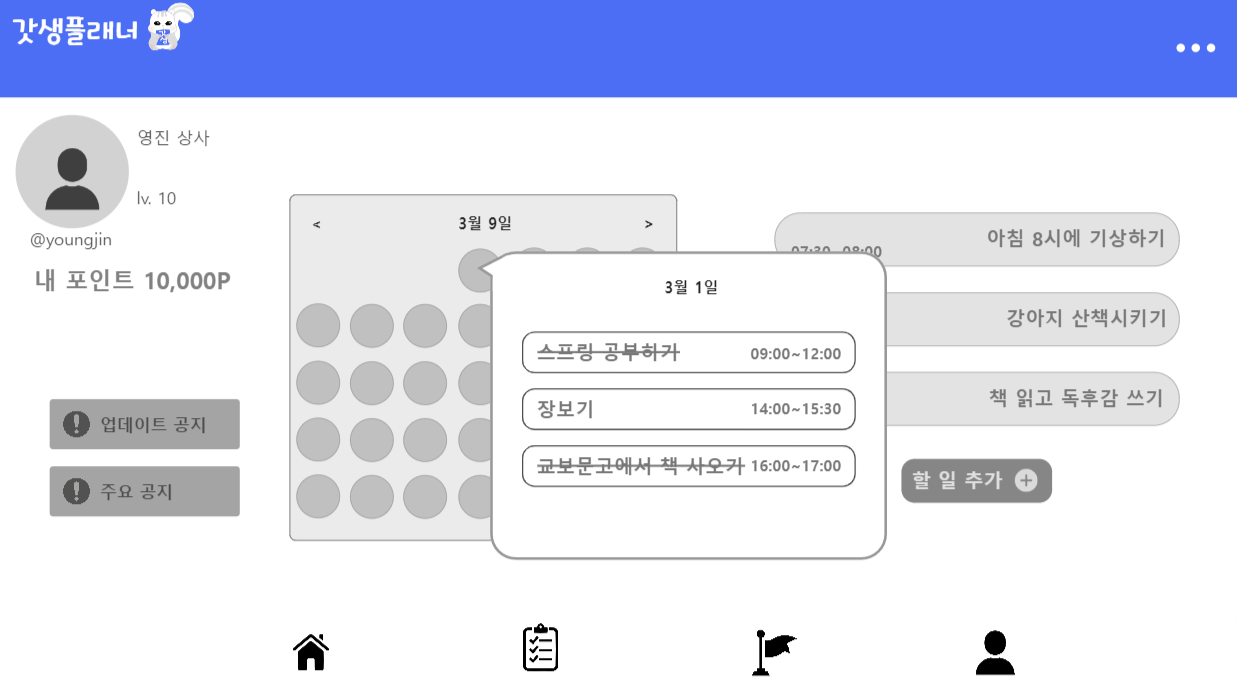 갓생플래너
갓생
영진 상사
lv. 10
@youngjin
내 포인트 10,000P
업데이트 공지
주요 공지
< 3월 9일 >
3월 1일
스프링 공부하기 09:00~12:00
장보기 14:00~15:30
교보문고에서 책 사오기 16:00~17:00
아침 8시에 기상하기
07:30 08:00
강아지 산책시키기
책 읽고 독후감 쓰기
할 일 추가